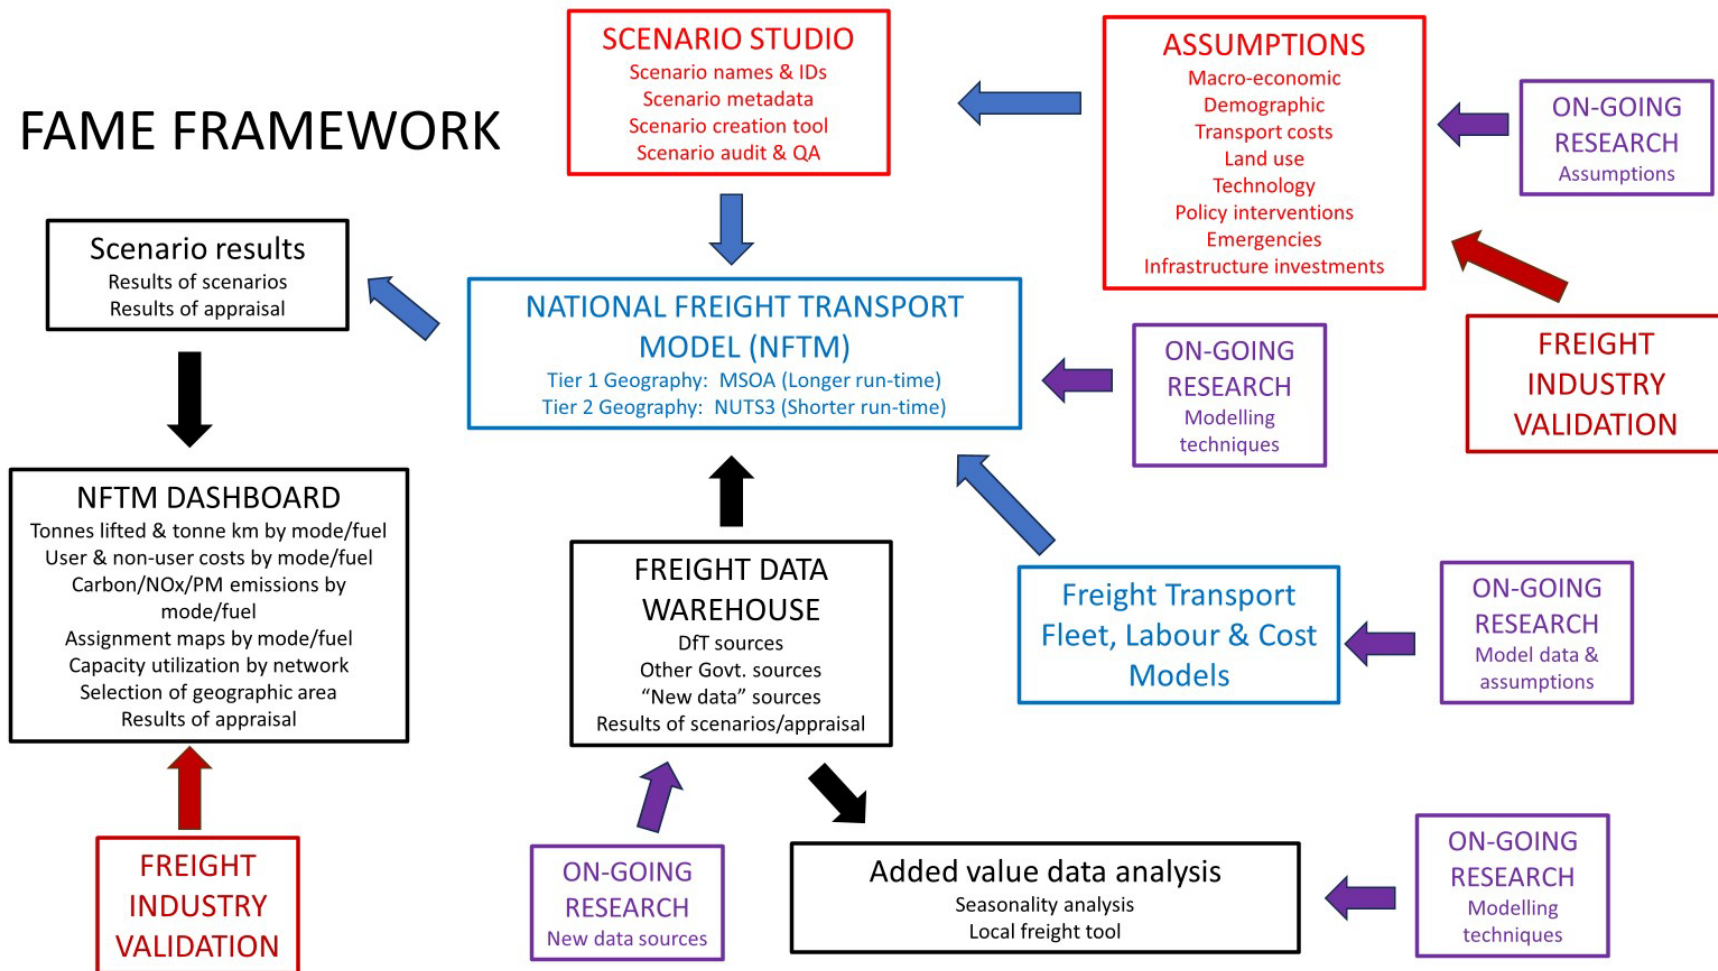 FAME FRAMEWORK
SCENARIO STUDIO
Scenario names & IDs
Scenario metadata
Scenario creation tool
Scenario audit & QA
ASSUMPTIONS
Macro-economic
Demographic
Transport costs
Land use
Technology
Policy interventions
Emergencies
Infrastructure investments
ON-GOING
RESEARCH
Assumptions
Scenario results
Results of scenarios
Results of appraisal
NATIONAL FREIGHT TRANSPORT
MODEL (NFTM)
Tier 1 Geography: MSOA (Longer run-time)
Tier 2 Geography: NUTS3 (Shorter run-time)
ON-GOING
RESEARCH
Modelling
techniques
FREIGHT
INDUSTRY
VALIDATION
NFTM DASHBOARD
Tonnes lifted & tonne km by mode/fuel
User & non-user costs by mode/fuel
Carbon/NOx/PM emissions by
mode/fuel
Assignment maps by mode/fuel
Capacity utilization by network
Selection of geographic area
Results of appraisal
FREIGHT DATA
WAREHOUSE
DfT sources
Other Govt. sources
“New data” sources
Results of scenarios/appraisal
Freight Transport
Fleet, Labour & Cost
Models
ON-GOING
RESEARCH
Model data &
assumptions
FREIGHT
INDUSTRY
VALIDATION
ON-GOING
RESEARCH
New data sources
Added value data analysis
Seasonality analysis
Local freight tool
ON-GOING
RESEARCH
Modelling
techniques